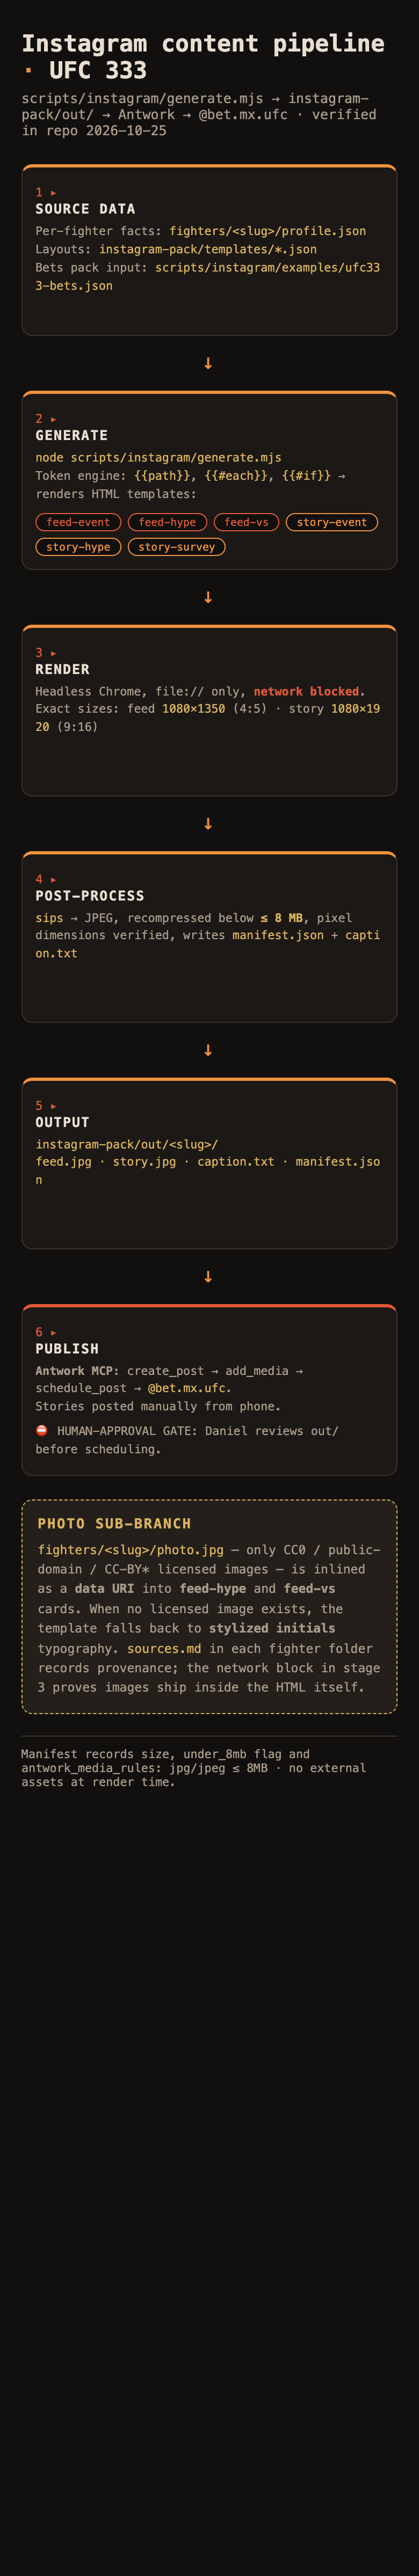 Instagram content pipeline
· UFC 333
scripts/instagram/generate.mjs → instagram-
pack/out/ → Antwork → @bet.mx.ufc · verified
in repo 2026-10-25
1 ▸
SOURCE DATA
Per-fighter facts: fighters/<slug>/profile.json
Layouts: instagram-pack/templates/*.json
Bets pack input: scripts/instagram/examples/ufc33
3-bets.json
↓
2 ▸
GENERATE
node scripts/instagram/generate.mjs
Token engine: {{path}}, {{#each}}, {{#if}} →
renders HTML templates:
feed-event feed-hype feed-vs story-event
story-hype story-survey
↓
3 ▸
RENDER
Headless Chrome, file:// only, network blocked.
Exact sizes: feed 1080×1350 (4:5) · story 1080×19
20 (9:16)
↓
4 ▸
POST-PROCESS
sips → JPEG, recompressed below ≤ 8 MB, pixel
dimensions verified, writes manifest.json + capti
on.txt
↓
5 ▸
OUTPUT
instagram-pack/out/<slug>/
feed.jpg · story.jpg · caption.txt · manifest.jso
n
↓
6 ▸
PUBLISH
Antwork MCP: create_post → add_media →
schedule_post → @bet.mx.ufc.
Stories posted manually from phone.
⛔ HUMAN-APPROVAL GATE: Daniel reviews out/
before scheduling.
PHOTO SUB-BRANCH
fighters/<slug>/photo.jpg — only CC0 / public-
domain / CC-BY* licensed images — is inlined
as a data URI into feed-hype and feed-vs
cards. When no licensed image exists, the
template falls back to stylized initials
typography. sources.md in each fighter folder
records provenance; the network block in stage
3 proves images ship inside the HTML itself.
Manifest records size, under_8mb flag and
antwork_media_rules: jpg/jpeg ≤ 8MB · no external
assets at render time.